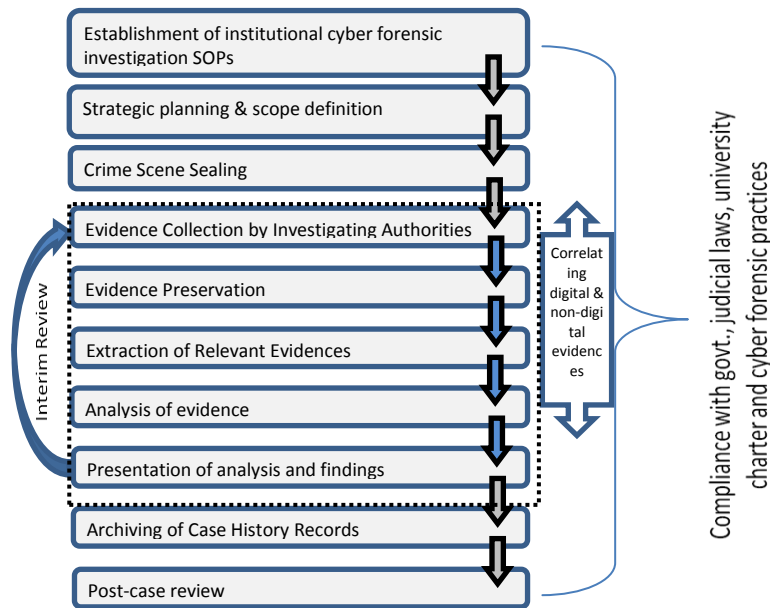 Establishment of institutional cyber forensic
investigation SOPs
Strategic planning & scope definition
Crime Scene Sealing
Evidence Collection by Investigating Authorities
Evidence Preservation
Extraction of Relevant Evidences
Analysis of evidence
Presentation of analysis and findings
Archiving of Case History Records
Post-case review
Interim Review
Correla
ting
digital &
non-digi
tal
evidenc
es
Compliance with govt., judicial laws, university
charter and cyber forensic practices